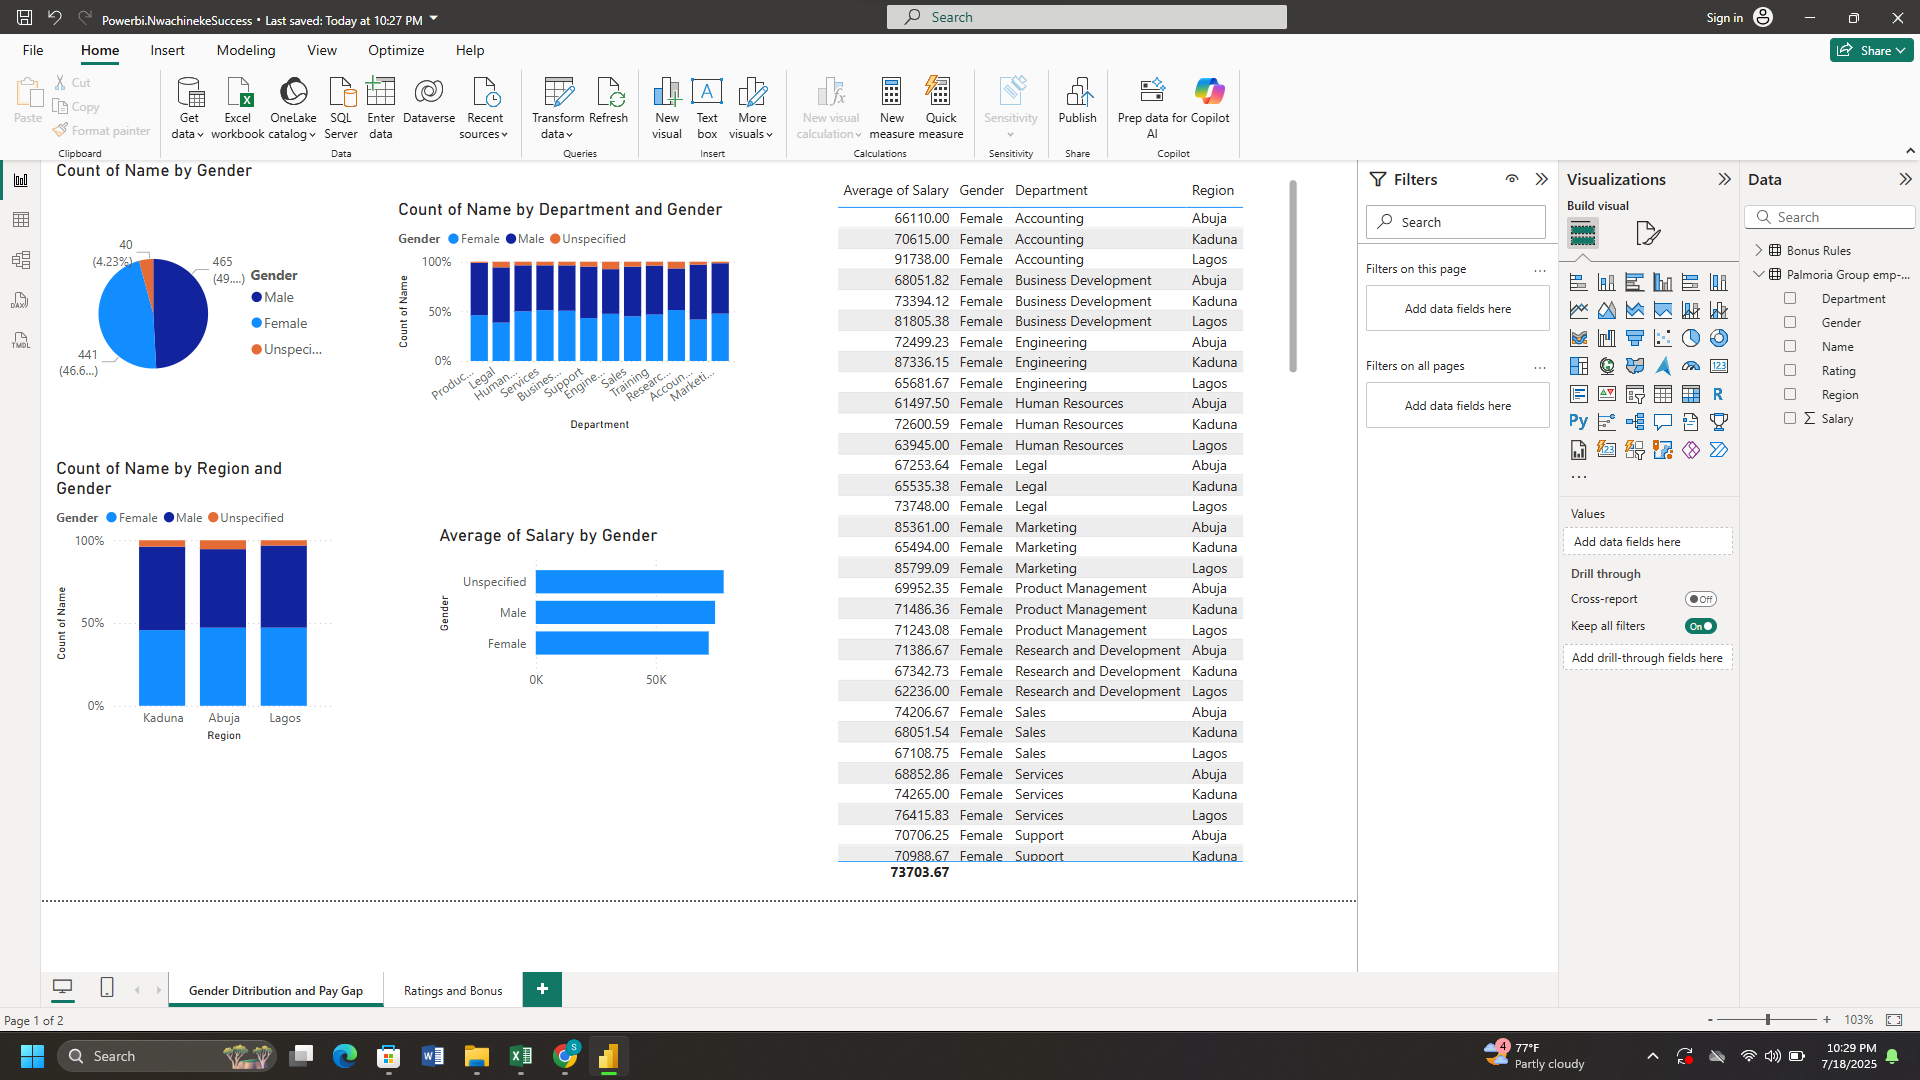 Powerbi.NwachinekeSuccess • Last saved: Today at 10:27 PM
Search
Sign in
File Home Insert Modeling View Optimize Help
Share
Paste
Cut
Copy
Format painter
Clipboard
Get data
Excel workbook
OneLake catalog
SQL Server
Enter data
Dataverse
Recent sources
Data
Transform data
Refresh
Queries
New visual
Text box
More visuals
Insert
New visual calculation
New measure
Quick measure
Calculations
Sensitivity
Sensitivity
Publish
Share
Prep data for AI
Copilot
Copilot
Count of Name by Gender
40
(4.23%)
465
(49....)
441
(46.6...)
Gender
Male
Female
Unspeci...
Count of Name by Department and Gender
Gender Female Male Unspecified
Count of Name
100%
50%
0%
Produc...
Legal
Human...
Services
Busines...
Support
Engine...
Sales
Training
Researc...
Accoun...
Marketi...
Department
Count of Name by Region and
Gender
Gender Female Male Unspecified
Count of Name
100%
50%
0%
Kaduna Abuja Lagos
Region
Average of Salary by Gender
Gender
Unspecified
Male
Female
0K 50K
Average of Salary Gender Department Region
66110.00 Female Accounting Abuja
70615.00 Female Accounting Kaduna
91738.00 Female Accounting Lagos
68051.82 Female Business Development Abuja
73394.12 Female Business Development Kaduna
81805.38 Female Business Development Lagos
72499.23 Female Engineering Abuja
87336.15 Female Engineering Kaduna
65681.67 Female Engineering Lagos
61497.50 Female Human Resources Abuja
72600.59 Female Human Resources Kaduna
63945.00 Female Human Resources Lagos
67253.64 Female Legal Abuja
65535.38 Female Legal Kaduna
73748.00 Female Legal Lagos
85361.00 Female Marketing Abuja
65494.00 Female Marketing Kaduna
85799.09 Female Marketing Lagos
69952.35 Female Product Management Abuja
71486.36 Female Product Management Kaduna
71243.08 Female Product Management Lagos
71386.67 Female Research and Development Abuja
67342.73 Female Research and Development Kaduna
62236.00 Female Research and Development Lagos
74206.67 Female Sales Abuja
68051.54 Female Sales Kaduna
67108.75 Female Sales Lagos
68852.86 Female Services Abuja
74265.00 Female Services Kaduna
76415.83 Female Services Lagos
70706.25 Female Support Abuja
70988.67 Female Support Kaduna
73703.67
Filters
Search
Filters on this page ...
Add data fields here
Filters on all pages ...
Add data fields here
Visualizations
Build visual
123
R
Py
...
Values
Add data fields here
Drill through
Cross-report Off
Keep all filters On
Add drill-through fields here
Data
Search
Bonus Rules
Palmoria Group emp-...
Department
Gender
Name
Rating
Region
Σ Salary
Gender Ditribution and Pay Gap
Ratings and Bonus
+
Page 1 of 2
- + 103%
Search
S
4
77°F
Partly cloudy
10:29 PM
7/18/2025
DAX
TMDL